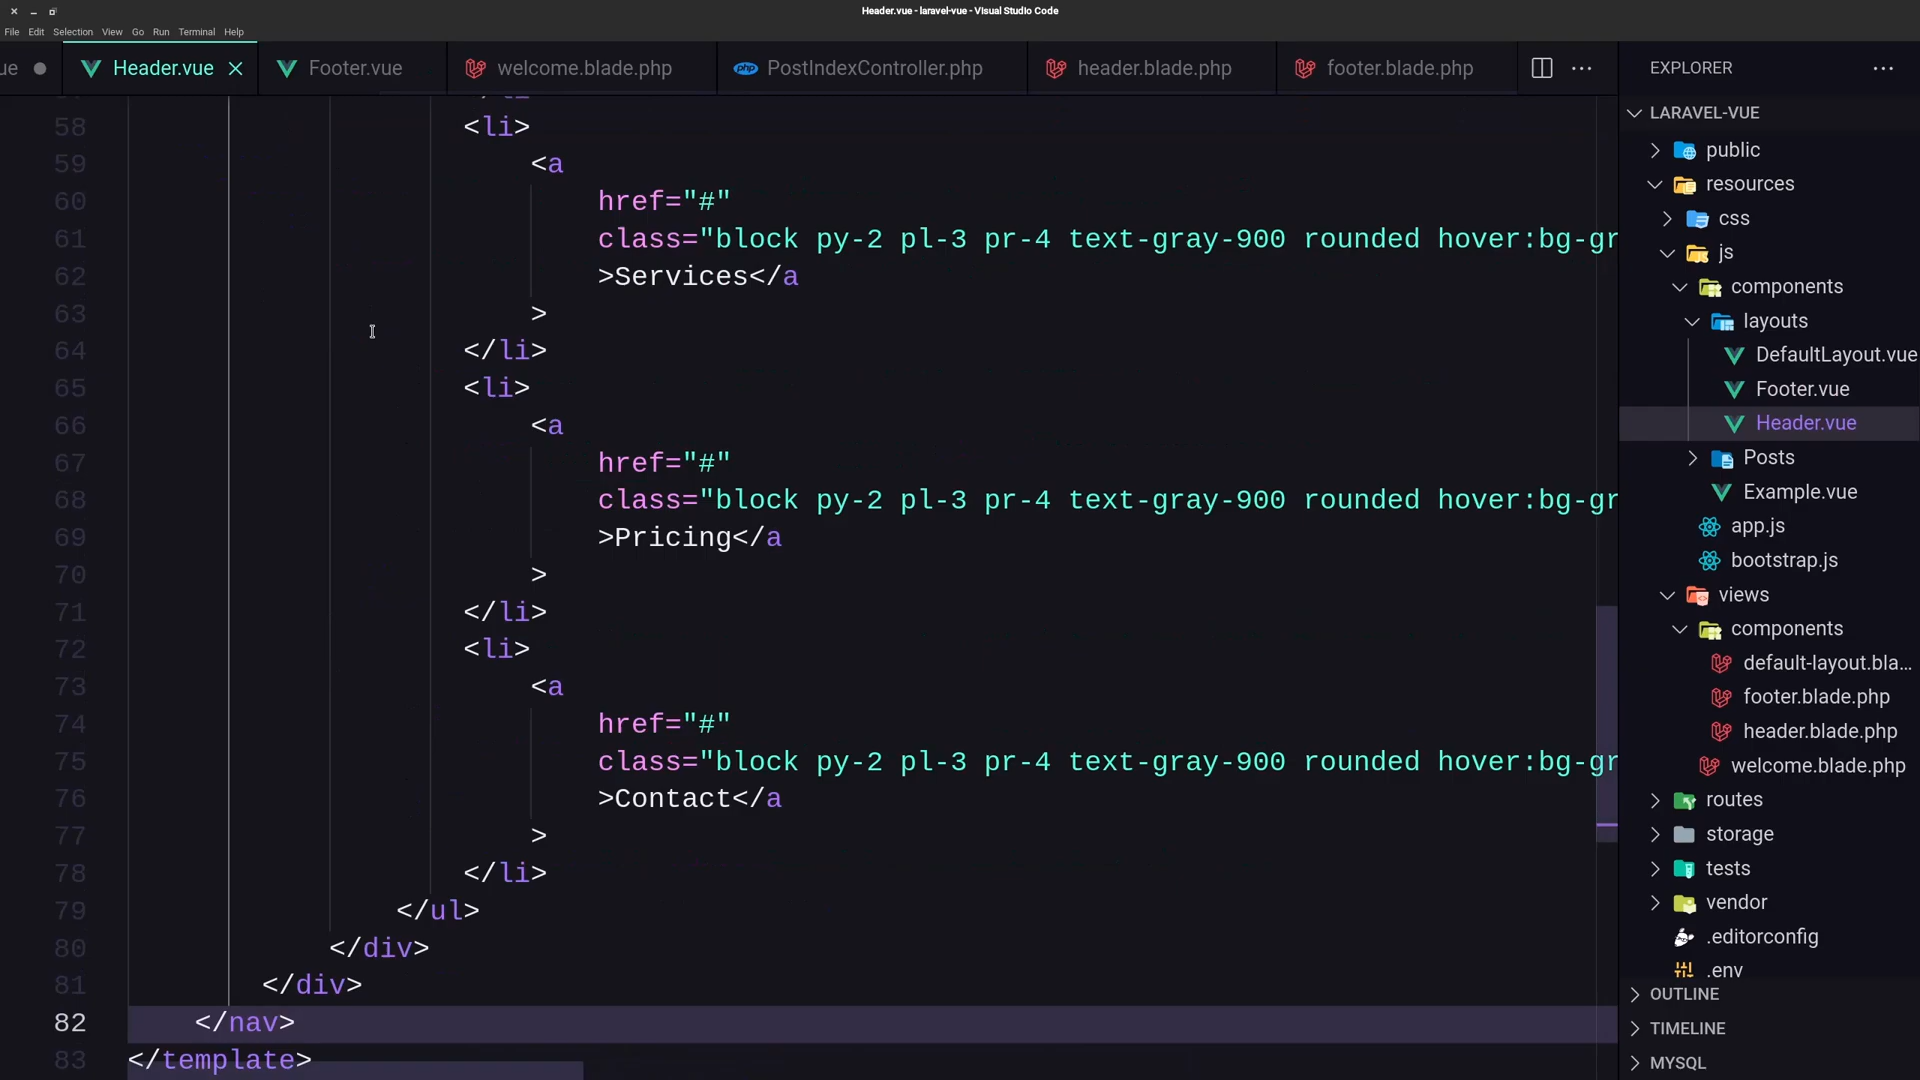 Header.vue - laravel-vue - Visual Studio Code
File Edit Selection View Go Run Terminal Help
ue Header.vue Footer.vue welcome.blade.php php PostIndexController.php header.blade.php footer.blade.php
58 <li>
59 <a
60 href="#"
61 class="block py-2 pl-3 pr-4 text-gray-900 rounded hover:bg-gr
62 >Services</a
63 >
64 </li>
65 <li>
66 <a
67 href="#"
68 class="block py-2 pl-3 pr-4 text-gray-900 rounded hover:bg-gr
69 >Pricing</a
70 >
71 </li>
72 <li>
73 <a
74 href="#"
75 class="block py-2 pl-3 pr-4 text-gray-900 rounded hover:bg-gr
76 >Contact</a
77 >
78 </li>
79 </ul>
80 </div>
81 </div>
82 </nav>
83 </template>
EXPLORER
LARAVEL-VUE
public
resources
css
js
components
layouts
DefaultLayout.vue
Footer.vue
Header.vue
Posts
Example.vue
app.js
bootstrap.js
views
components
default-layout.bla...
footer.blade.php
header.blade.php
welcome.blade.php
routes
storage
tests
vendor
.editorconfig
.env
OUTLINE
TIMELINE
MYSQL